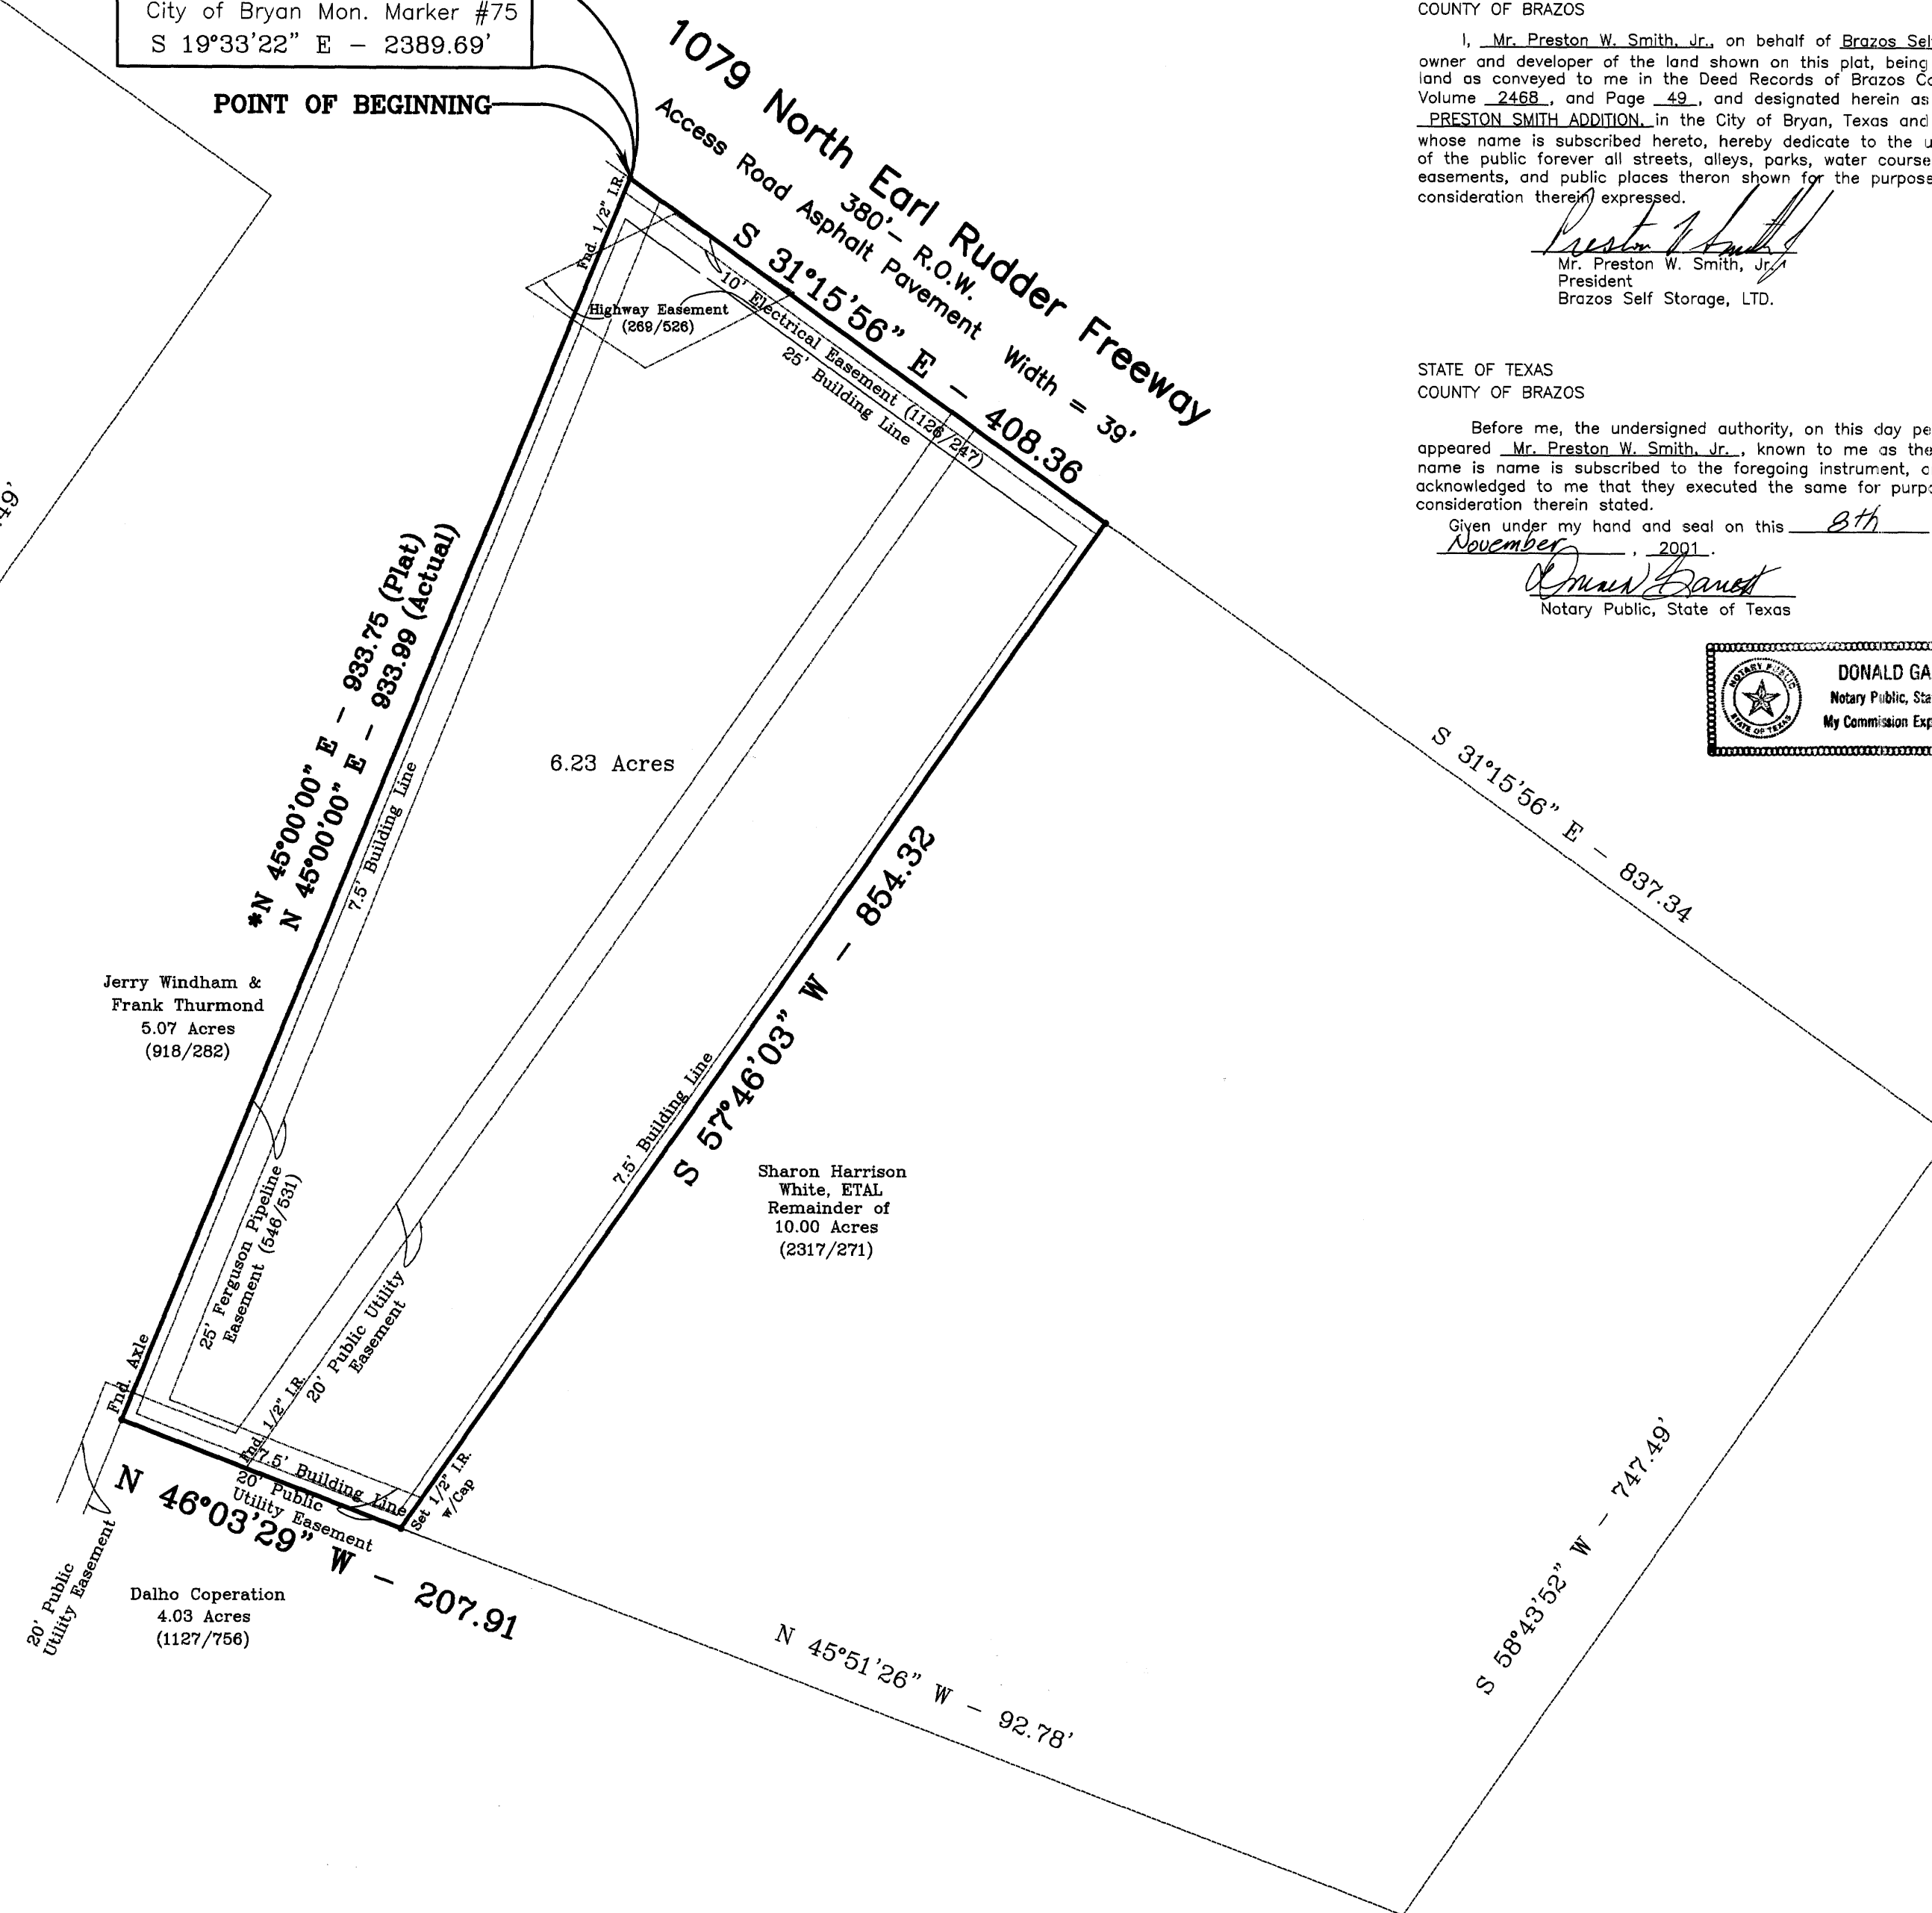 City of Bryan Mon. Marker #75
S 19°33'22" E – 2389.69'
POINT OF BEGINNING
1079 North Earl Rudder Freeway
380'– R.O.W.
Access Road Asphalt Pavement Width = 39'
S 31°15'56" E – 408.36
Fnd. 1/2" I.R.
Highway Easement
(269/526)
10' Electrical Easement (1126/247)
25' Building Line
*N 45°00'00" E – 933.75 (Plat)
N 45°00'00" E – 933.99 (Actual)
7.5' Building Line
6.23 Acres
S 57°46'03" W – 854.32
7.5' Building Line
Jerry Windham &
Frank Thurmond
5.07 Acres
(918/282)
25' Ferguson Pipeline
Easement (546/531)
20' Public Utility
Easement
Sharon Harrison
White, ETAL
Remainder of
10.00 Acres
(2317/271)
Fnd. Axle
Fnd. 1/2" I.R.
7.5' Building Line
20' Public
Utility Easement
Set 1/2" I.R.
w/Cap
N 46°03'29" W – 207.91
20' Public
Utility Easement
Dalho Coperation
4.03 Acres
(1127/756)
N 45°51'26" W – 92.78'
S 58°43'52" W – 747.49'
S 31°15'56" E – 837.34
.49'
COUNTY OF BRAZOS
I, Mr. Preston W. Smith, Jr., on behalf of Brazos Sel
owner and developer of the land shown on this plat, being
land as conveyed to me in the Deed Records of Brazos Co
Volume 2468 , and Page 49 , and designated herein as
PRESTON SMITH ADDITION, in the City of Bryan, Texas and
whose name is subscribed hereto, hereby dedicate to the u
of the public forever all streets, alleys, parks, water course
easements, and public places theron shown for the purpose
consideration therein expressed.
Mr. Preston W. Smith, Jr.
President
Brazos Self Storage, LTD.
STATE OF TEXAS
COUNTY OF BRAZOS
Before me, the undersigned authority, on this day pe
appeared Mr. Preston W. Smith, Jr. , known to me as the
name is name is subscribed to the foregoing instrument, a
acknowledged to me that they executed the same for purpo
consideration therein stated.
Given under my hand and seal on this 8th
November , 2001 .
Notary Public, State of Texas
NOTARY PUBLIC
STATE OF TEXAS
DONALD GA
Notary Public, Sta
My Commission Exp